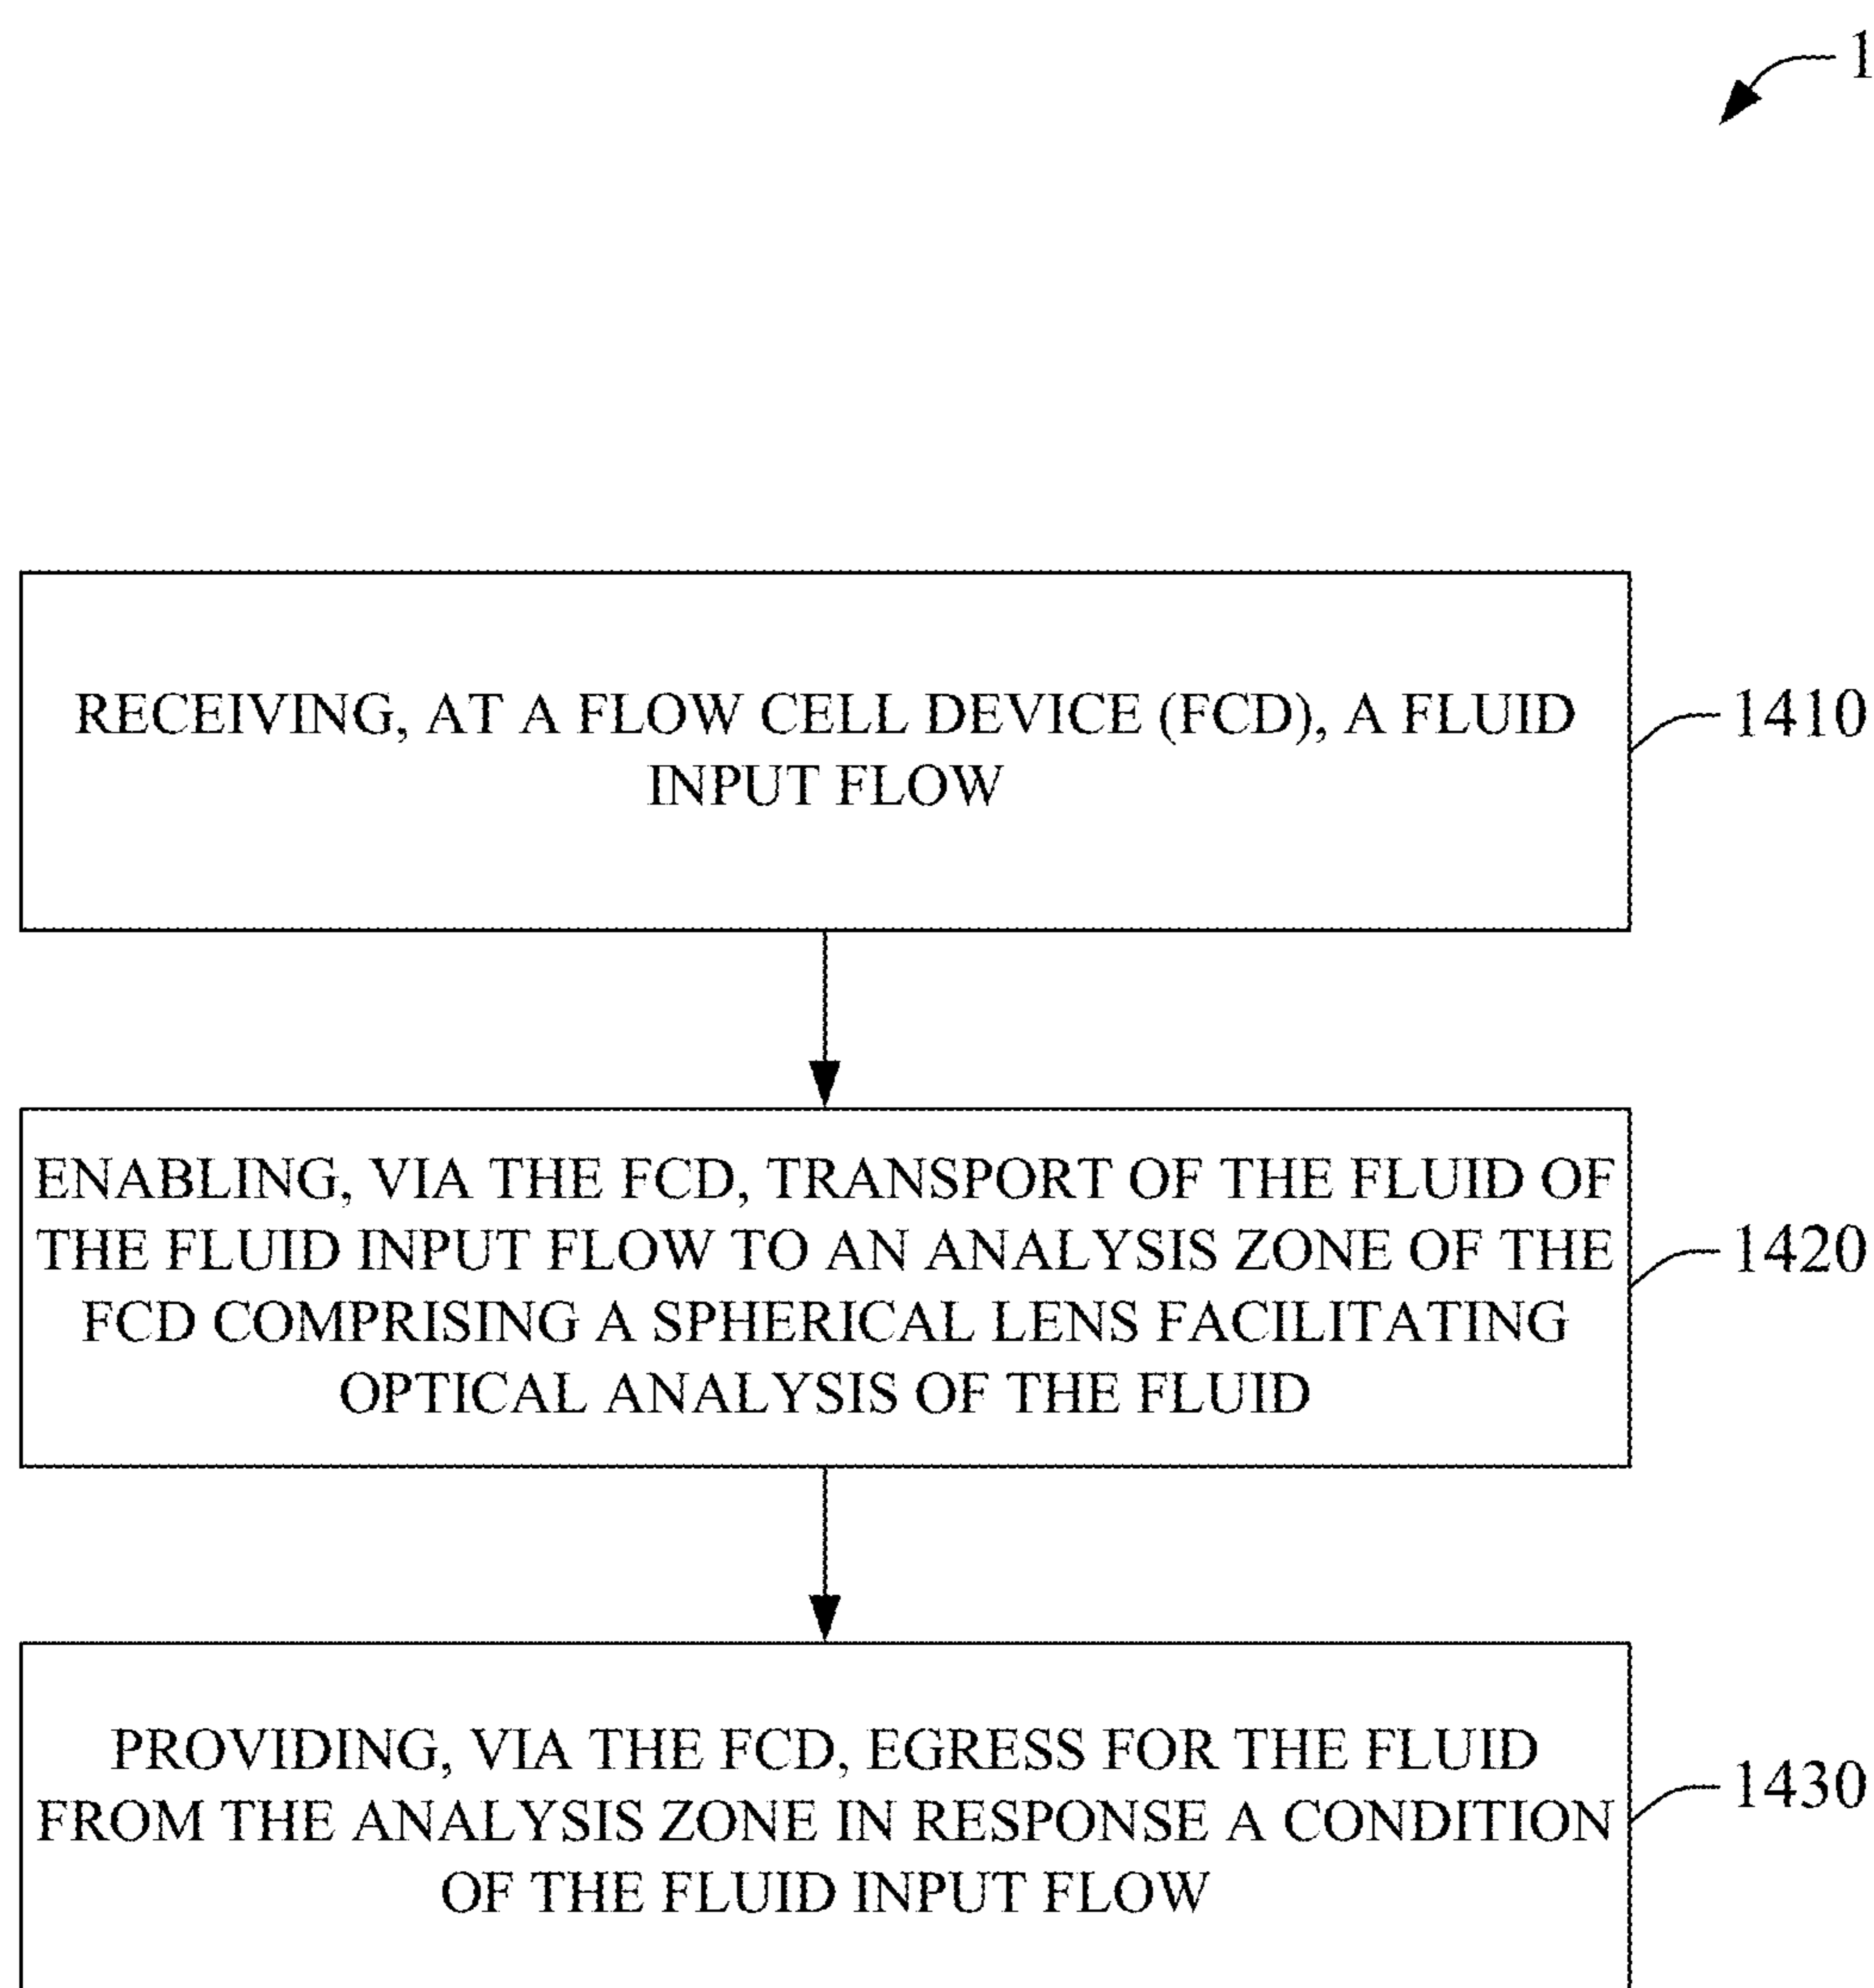 1
RECEIVING, AT A FLOW CELL DEVICE (FCD), A FLUID
INPUT FLOW
1410
ENABLING, VIA THE FCD, TRANSPORT OF THE FLUID OF
THE FLUID INPUT FLOW TO AN ANALYSIS ZONE OF THE
FCD COMPRISING A SPHERICAL LENS FACILITATING
OPTICAL ANALYSIS OF THE FLUID
1420
PROVIDING, VIA THE FCD, EGRESS FOR THE FLUID
FROM THE ANALYSIS ZONE IN RESPONSE A CONDITION
OF THE FLUID INPUT FLOW
1430